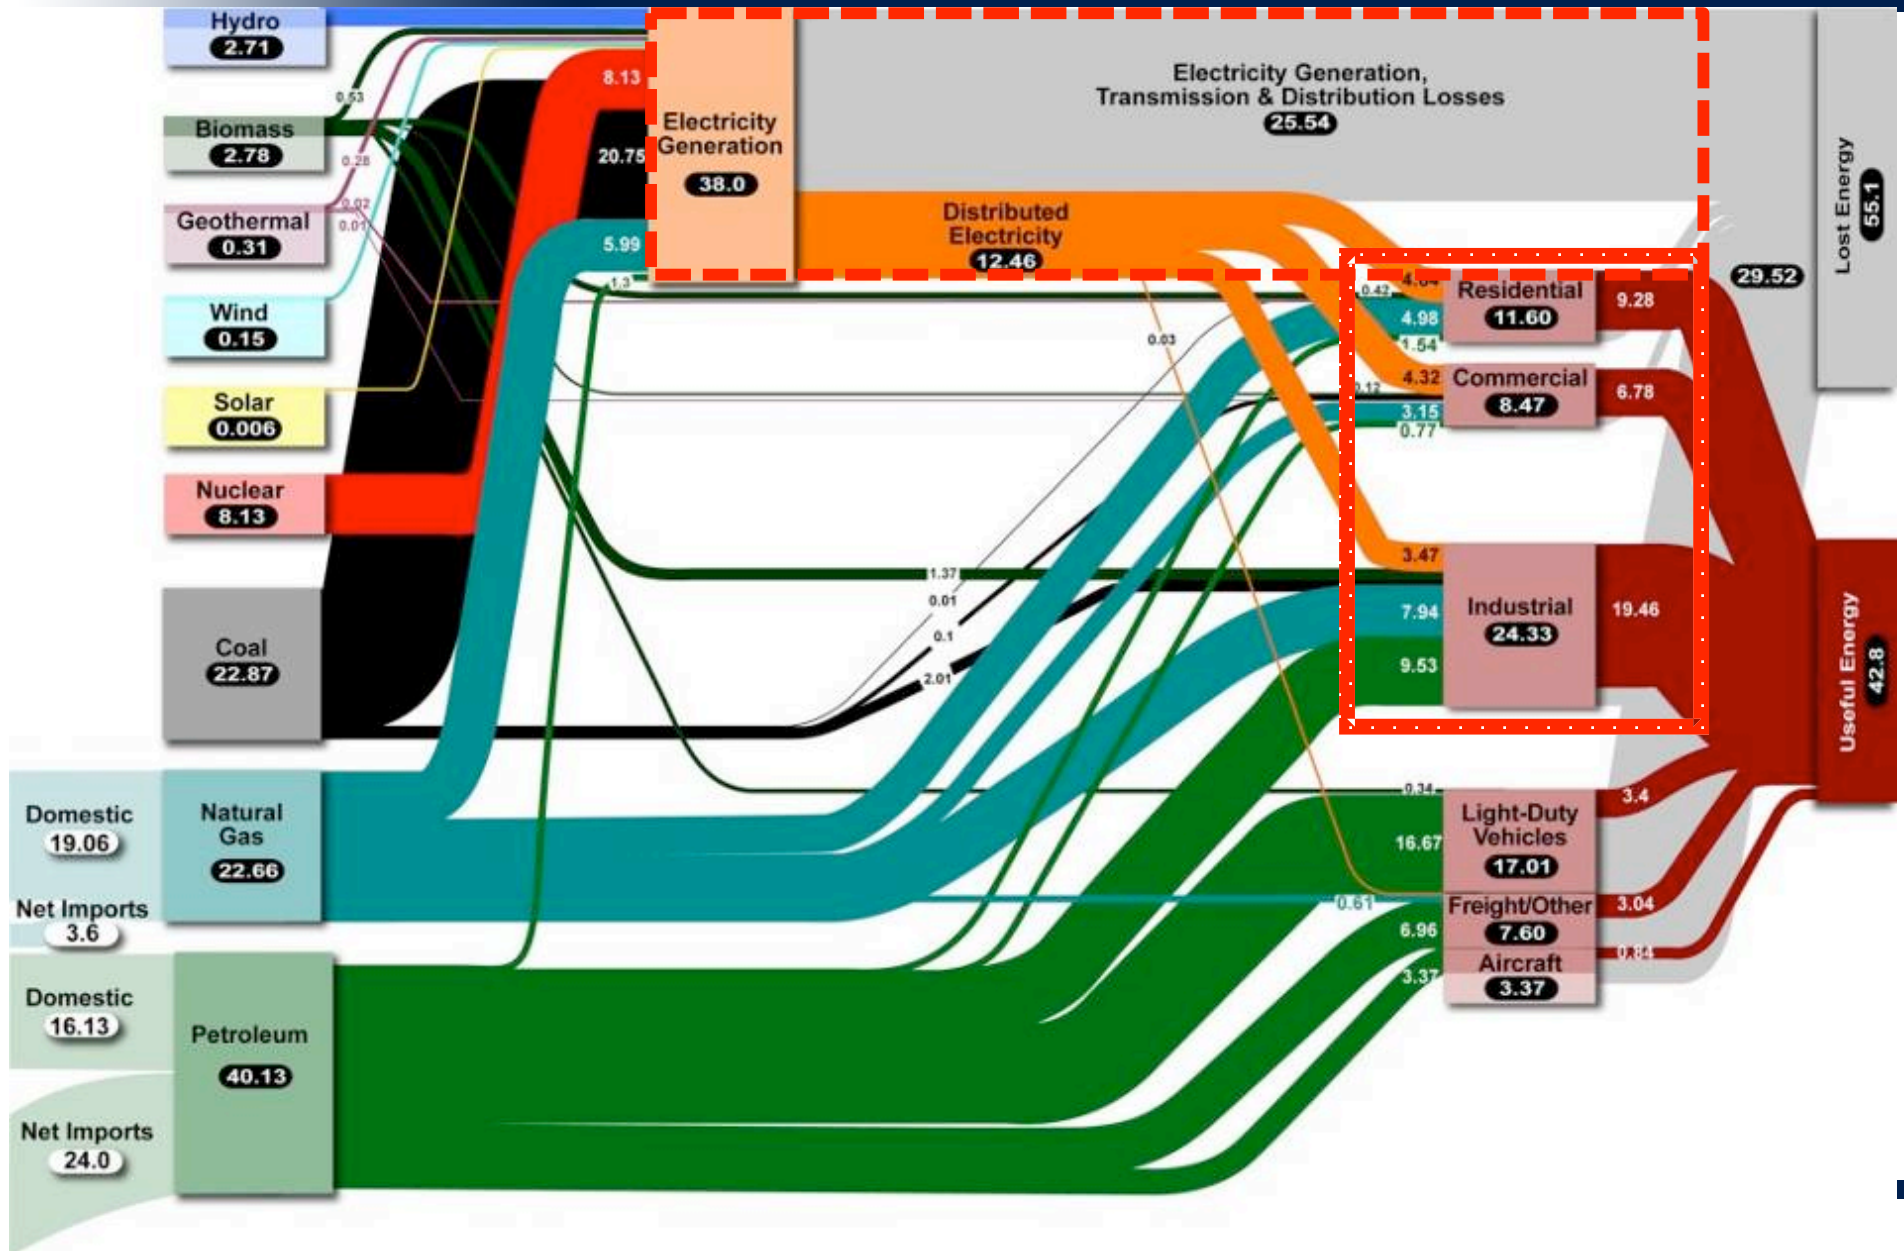 Hydro
2.71
0.53
Biomass
2.78
0.28
0.02
0.01
Geothermal
0.31
Wind
0.15
Solar
0.006
Nuclear
8.13
Coal
22.87
Domestic
19.06
Net Imports
3.6
Natural
Gas
22.66
Domestic
16.13
Net Imports
24.0
Petroleum
40.13
8.13
20.75
5.99
1.3
Electricity
Generation
38.0
Electricity Generation,
Transmission & Distribution Losses
25.54
Distributed
Electricity
12.46
0.03
1.37
0.01
0.1
2.01
0.42
4.98
1.54
Residential
11.60
9.28
4.32
0.12
3.15
0.77
Commercial
8.47
6.78
3.47
7.94
9.53
Industrial
24.33
19.46
0.34
16.67
Light-Duty
Vehicles
17.01
3.4
0.61
6.96
Freight/Other
7.60
3.04
3.37
Aircraft
3.37
0.84
29.52
Lost Energy
55.1
Useful Energy
42.8